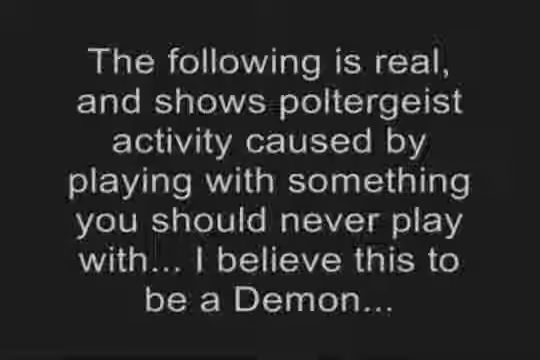 The following is real,
and shows poltergeist
activity caused by
playing with something
you should never play
with... I believe this to
be a Demon...